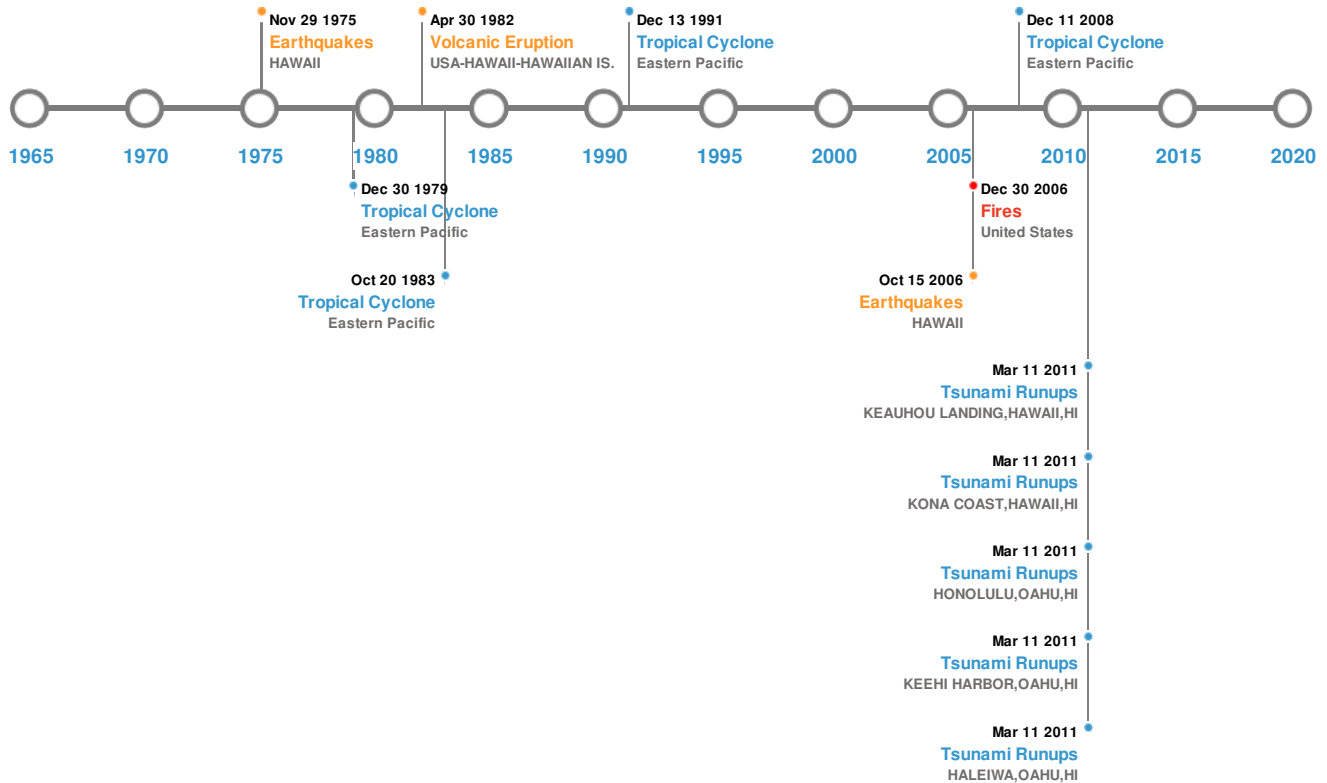 Nov 29 1975
Earthquakes
HAWAII
Apr 30 1982
Volcanic Eruption
USA-HAWAII-HAWAIIAN IS.
Dec 13 1991
Tropical Cyclone
Eastern Pacific
Dec 11 2008
Tropical Cyclone
Eastern Pacific
1965 1970 1975 1980 1985 1990 1995 2000 2005 2010 2015 2020
Dec 30 1979
Tropical Cyclone
Eastern Pacific
Dec 30 2006
Fires
United States
Oct 20 1983
Tropical Cyclone
Eastern Pacific
Oct 15 2006
Earthquakes
HAWAII
Mar 11 2011
Tsunami Runups
KEAUHOU LANDING,HAWAII,HI
Mar 11 2011
Tsunami Runups
KONA COAST,HAWAII,HI
Mar 11 2011
Tsunami Runups
HONOLULU,OAHU,HI
Mar 11 2011
Tsunami Runups
KEEHI HARBOR,OAHU,HI
Mar 11 2011
Tsunami Runups
HALEIWA,OAHU,HI